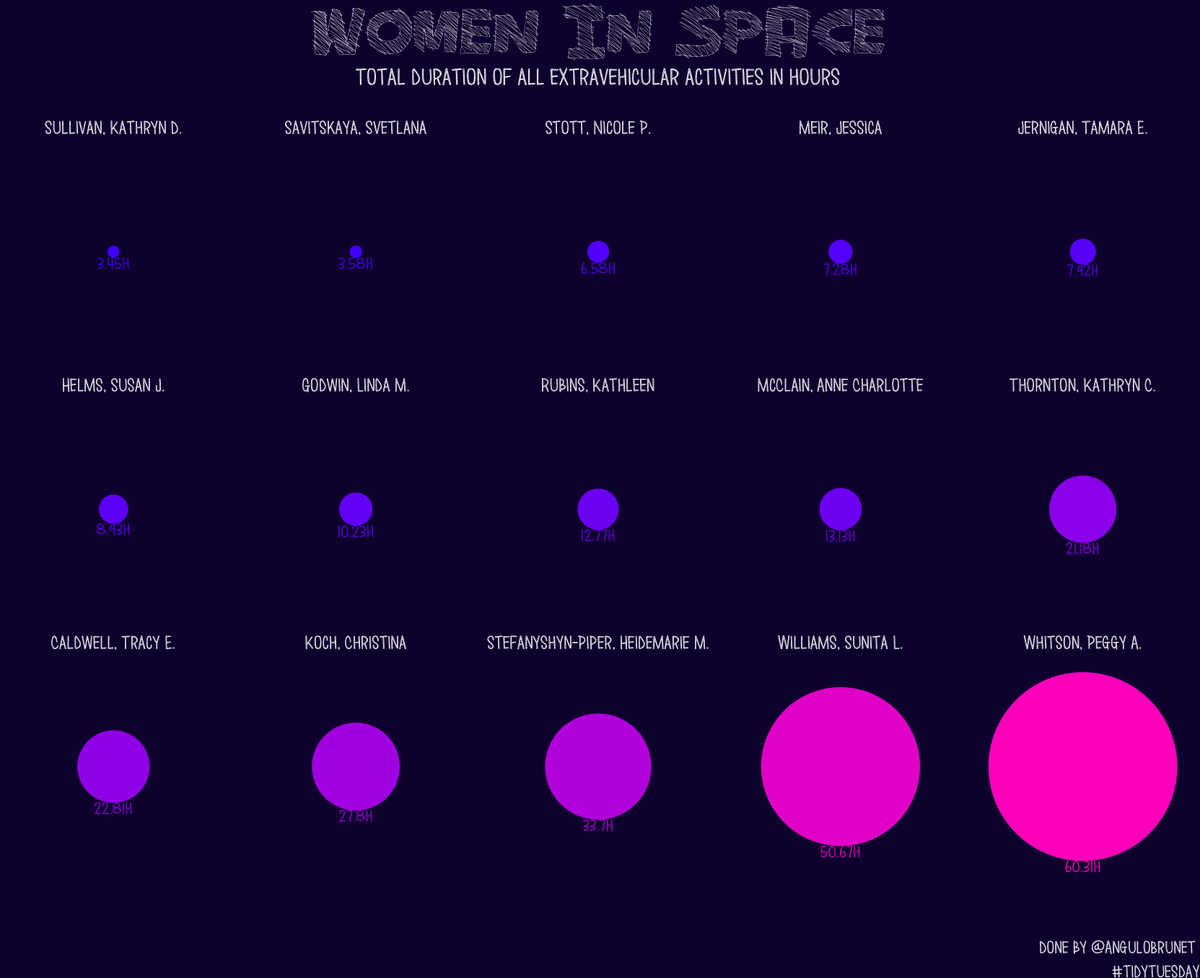 WOMEN IN SPACE
TOTAL DURATION OF ALL EXTRAVEHICULAR ACTIVITIES IN HOURS
SULLIVAN, KATHRYN D.
SAVITSKAYA, SVETLANA
STOTT, NICOLE P.
MEIR, JESSICA
JERNIGAN, TAMARA E.
3.45H
3.58H
6.58H
7.28H
7.92H
HELMS, SUSAN J.
GODWIN, LINDA M.
RUBINS, KATHLEEN
MCCLAIN, ANNE CHARLOTTE
THORNTON, KATHRYN C.
8.93H
10.23H
12.77H
13.13H
21.18H
CALDWELL, TRACY E.
KOCH, CHRISTINA
STEFANYSHYN-PIPER, HEIDEMARIE M.
WILLIAMS, SUNITA L.
WHITSON, PEGGY A.
22.81H
27.8H
33.7H
50.67H
60.31H
DONE BY @ANGULOBRUNET
#TIDYTUESDAY